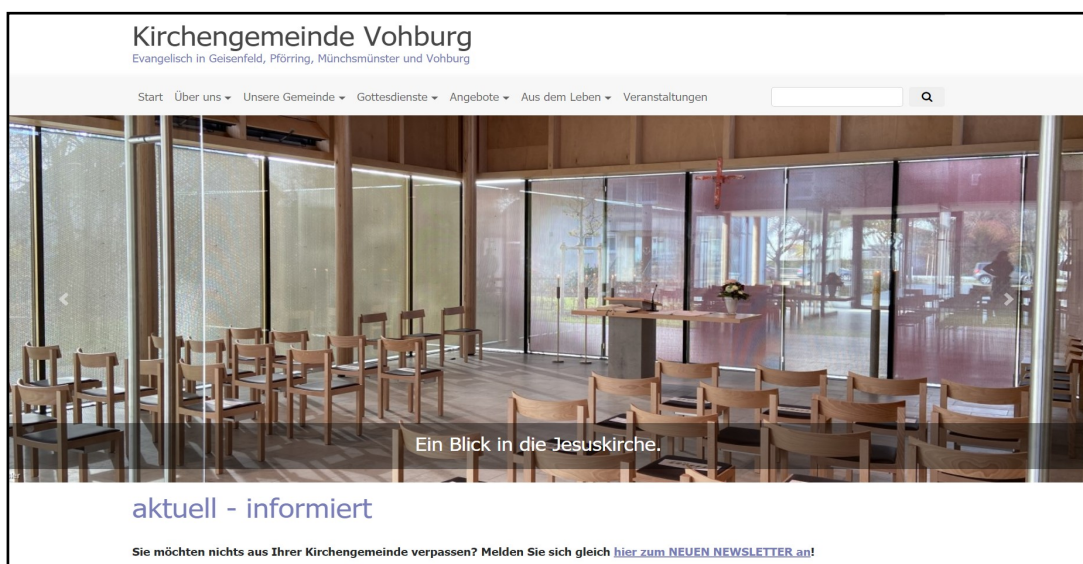 Kirchengemeinde Vohburg
Evangelisch in Geisenfeld, Pförring, Münchsmünster und Vohburg
Start Über uns Unsere Gemeinde Gottesdienste Angebote Aus dem Leben Veranstaltungen
Ein Blick in die Jesuskirche.
aktuell - informiert
Sie möchten nichts aus Ihrer Kirchengemeinde verpassen? Melden Sie sich gleich hier zum NEUEN NEWSLETTER an!